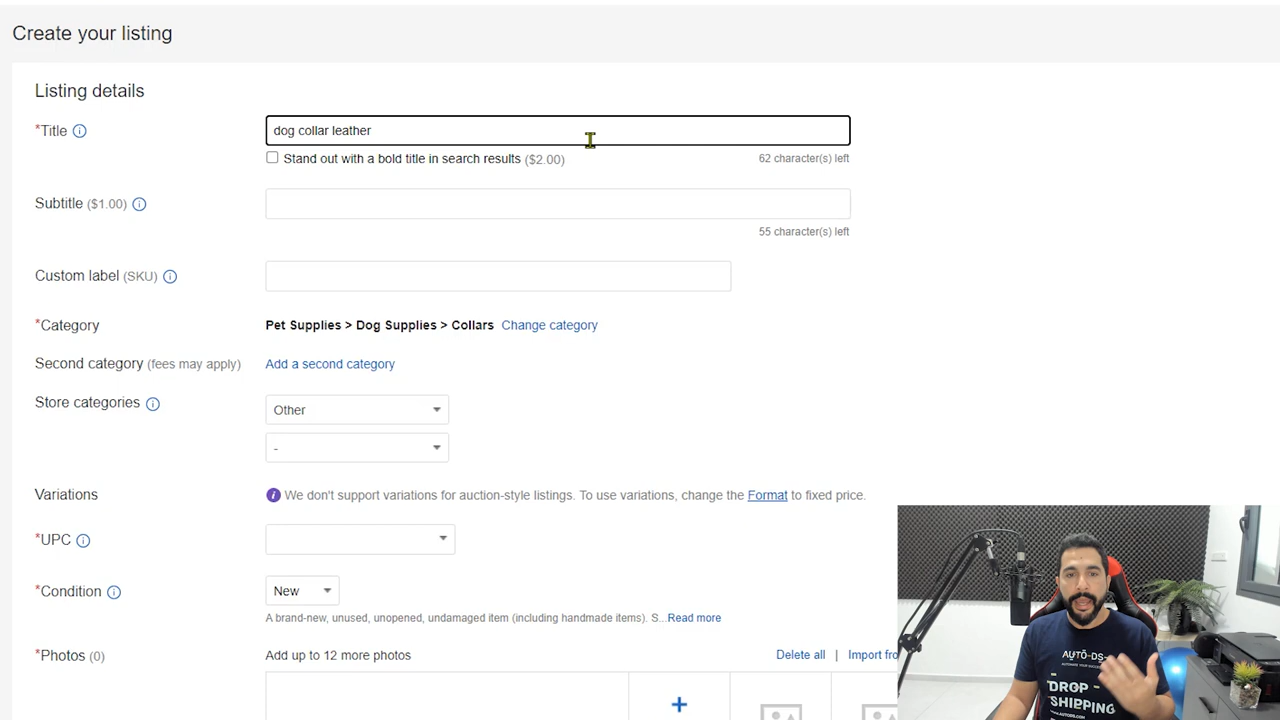 Create your listing
Listing details
*Title
dog collar leather
Stand out with a bold title in search results ($2.00)
62 character(s) left
Subtitle ($1.00)
55 character(s) left
Custom label (SKU)
*Category
Pet Supplies > Dog Supplies > Collars Change category
Second category (fees may apply)
Add a second category
Store categories
Other
-
Variations
We don't support variations for auction-style listings. To use variations, change the Format to fixed price.
*UPC
*Condition
New
A brand-new, unused, unopened, undamaged item (including handmade items). S...Read more
*Photos (0)
Add up to 12 more photos
Delete all | Import fro
AUTO-DS
DROP
SHIPPING